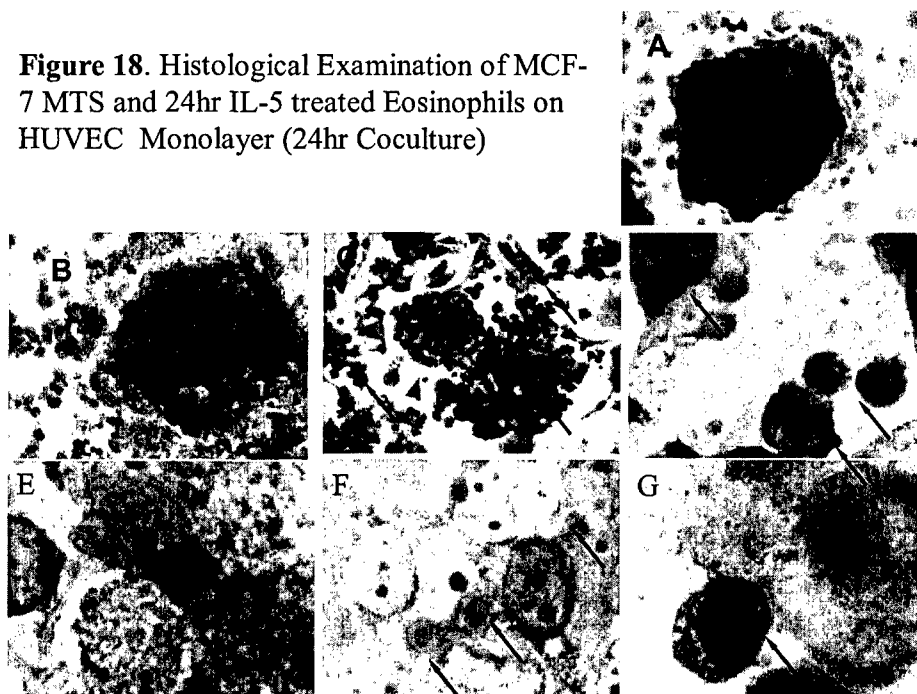 Figure 18. Histological Examination of MCF-
7 MTS and 24hr IL-5 treated Eosinophils on
HUVEC Monolayer (24hr Coculture)
A
B
C
E
F
G